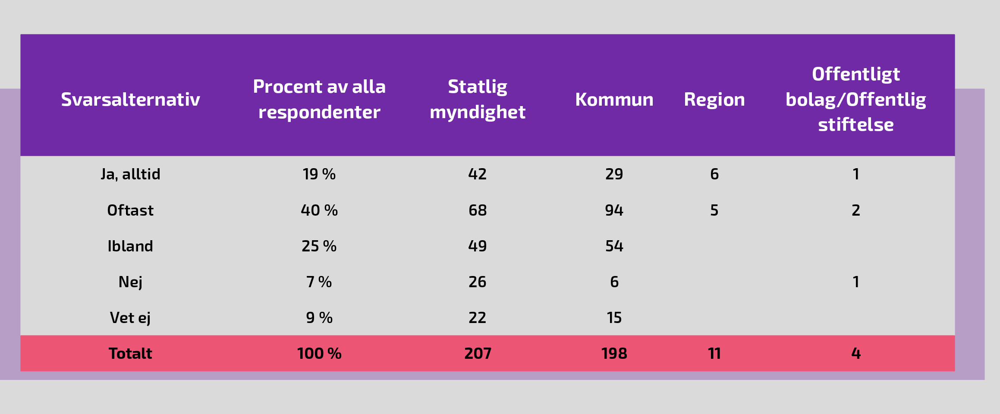 Svarsalternativ
Procent av alla
respondenter
Statlig
myndighet
Kommun
Region
Offentligt
bolag/Offentlig
stiftelse
Ja, alltid 19 % 42 29 6 1
Oftast 40 % 68 94 5 2
Ibland 25 % 49 54
Nej 7 % 26 6 1
Vet ej 9 % 22 15
Totalt 100 % 207 198 11 4